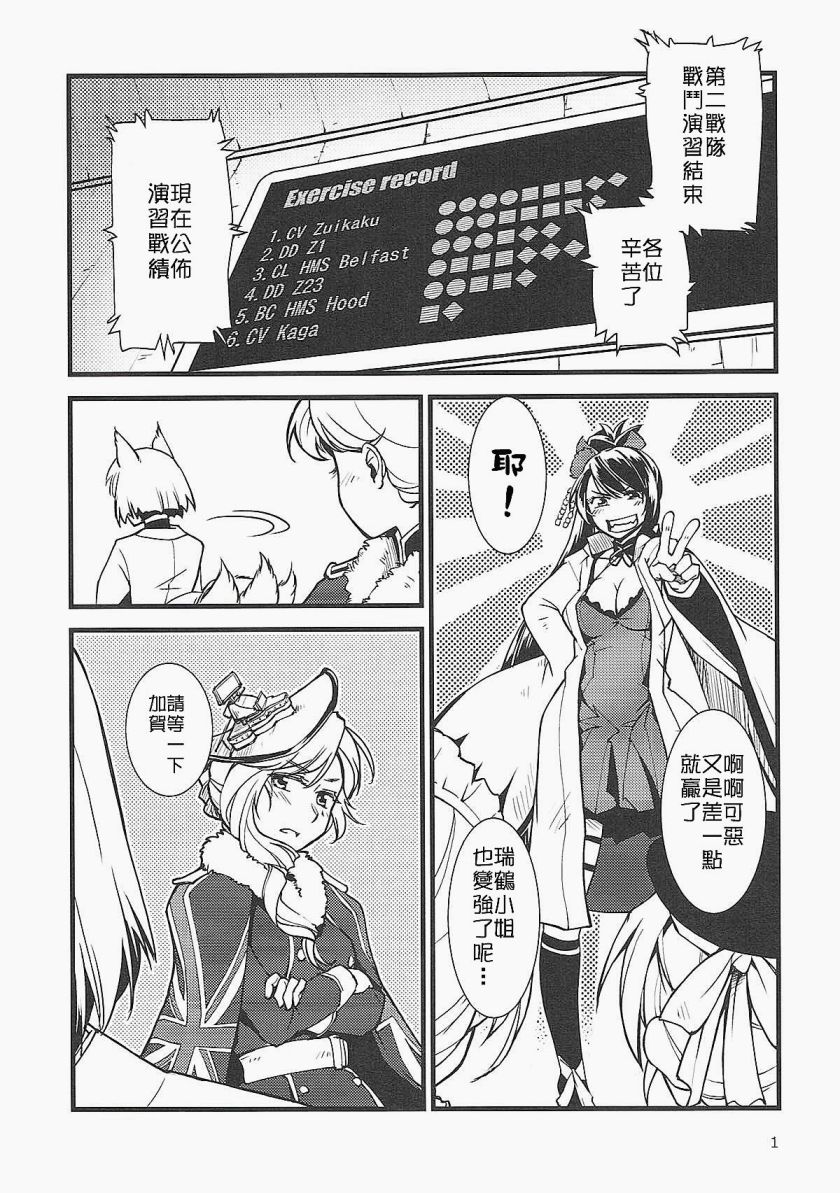 第二戰隊
戰鬥演習結束
各位
辛苦了
現在公佈
演習戰績
Exercise record
1. CV Zuikaku
2. DD Z1
3. CL HMS Belfast
4. DD Z23
5. BC HMS Hood
6. CV Kaga
耶！
啊啊可惡
又是差一點
就贏了
瑞鶴小姐
也變強了呢…
請等一下
加賀
1